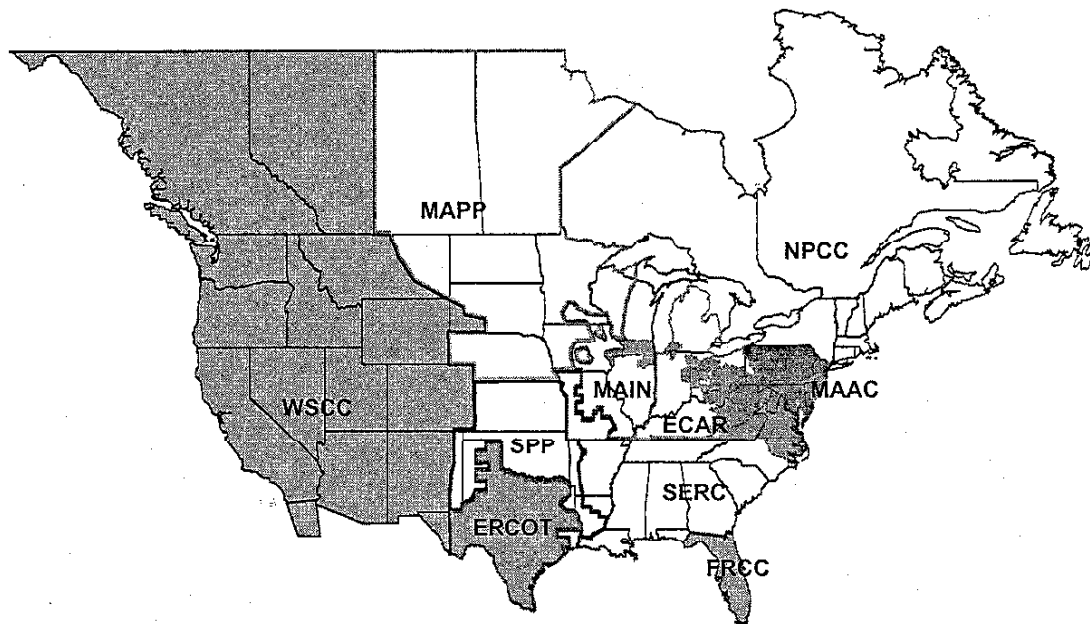 MAPP
NPCC
WSCC
MAIN
MAAC
ECAR
SPP
SERC
ERCOT
FRCC